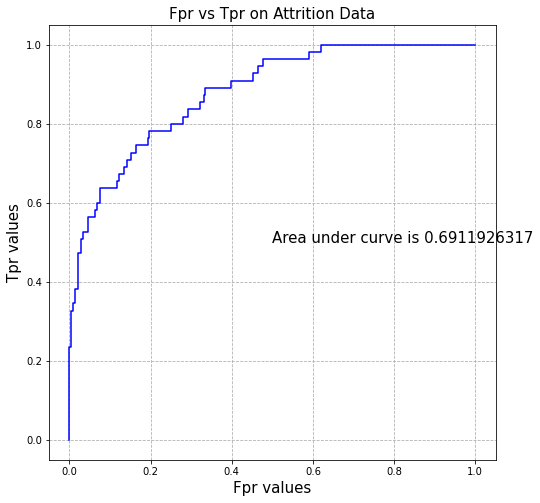 Fpr vs Tpr on Attrition Data
1.0
0.8
0.6
Area under curve is 0.6911926317
0.4
0.2
0.0
Tpr values
0.0 0.2 0.4 0.6 0.8 1.0
Fpr values